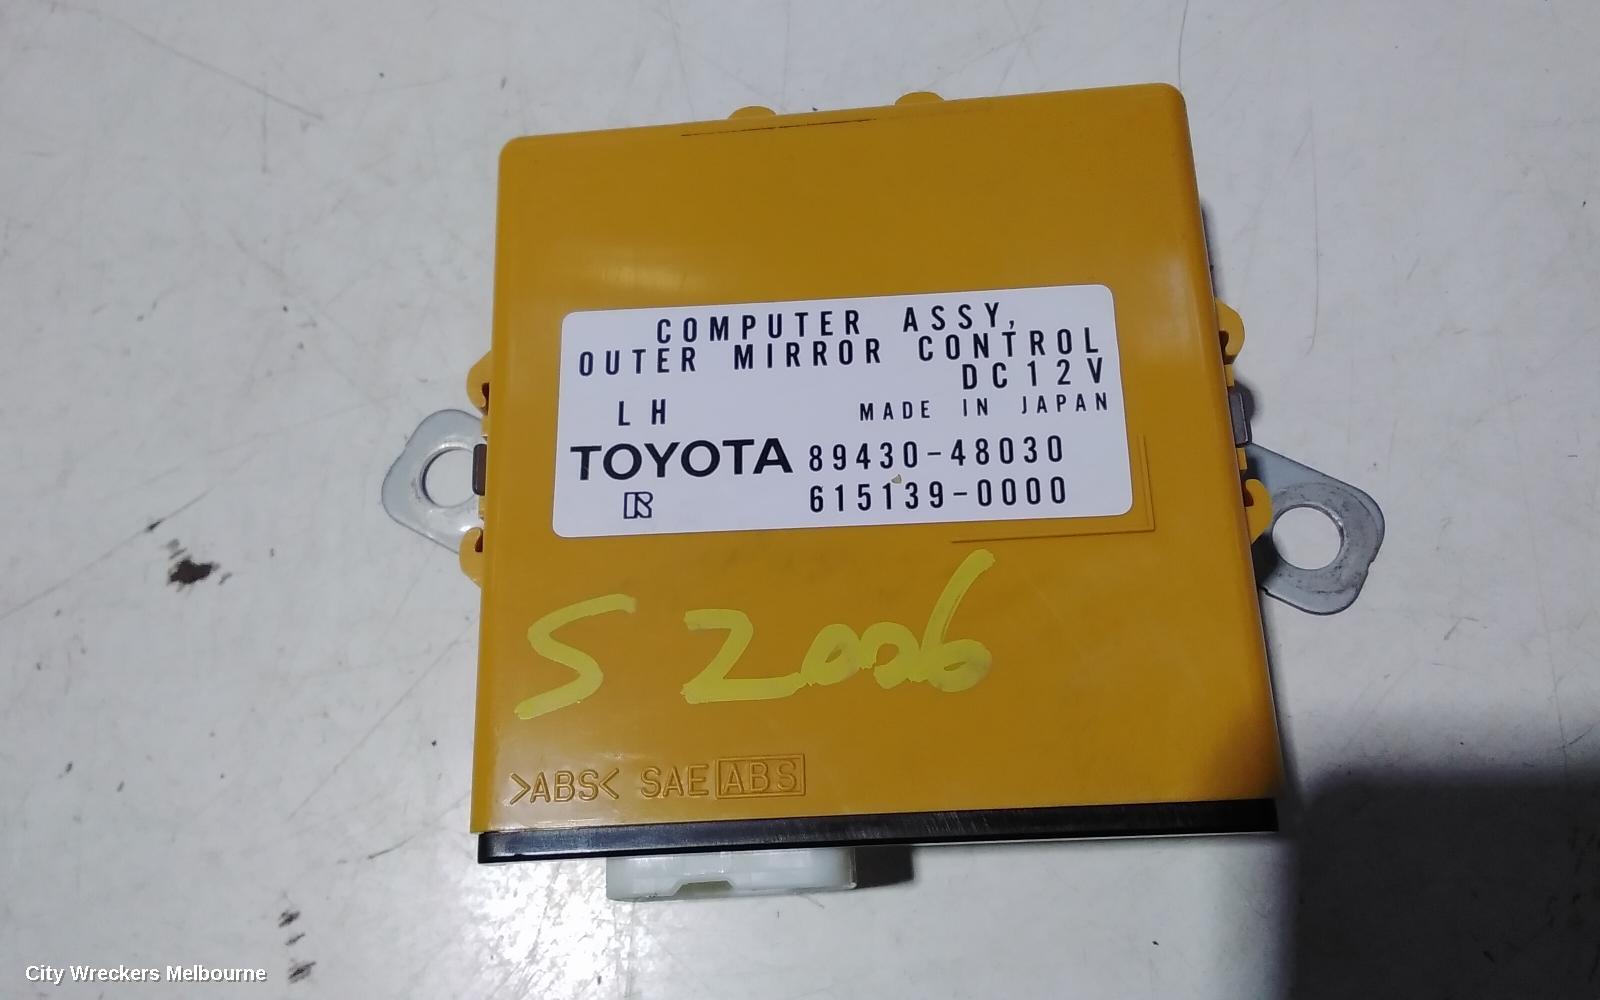 COMPUTER ASSY,
OUTER MIRROR CONTROL
DC12V
LH MADE IN JAPAN
TOYOTA 89430-48030
R 615139-0000
S 2006
>ABS< SAE ABS
City Wreckers Melbourne